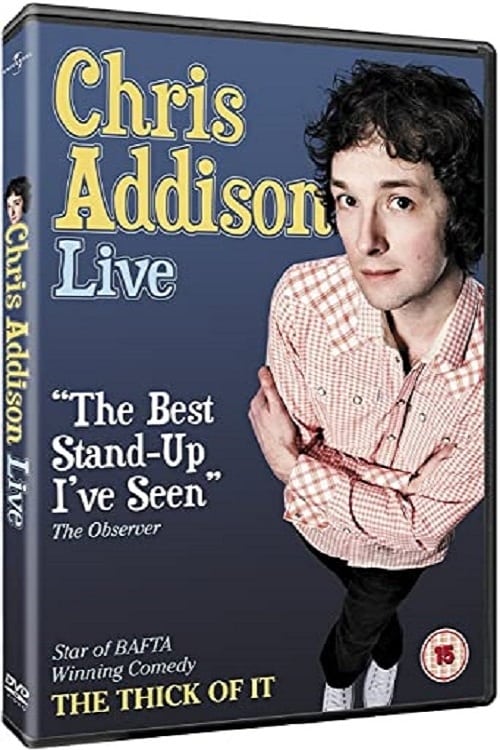 Chris
Addison
Live
“The Best
Stand-Up
I've Seen”
The Observer
Star of BAFTA
Winning Comedy
THE THICK OF IT
15
Chris Addison Live
DVD